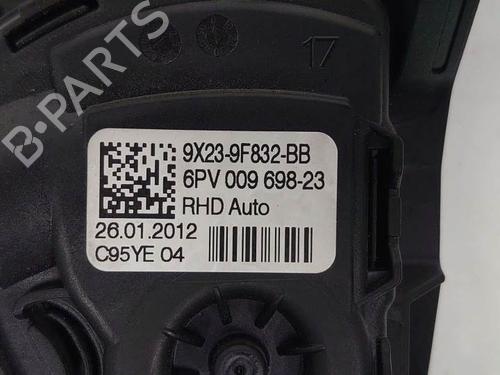 17
9X23-9F832-BB
6PV 009 698-23
RHD Auto
26.01.2012
C95YE 04
B-PARTS